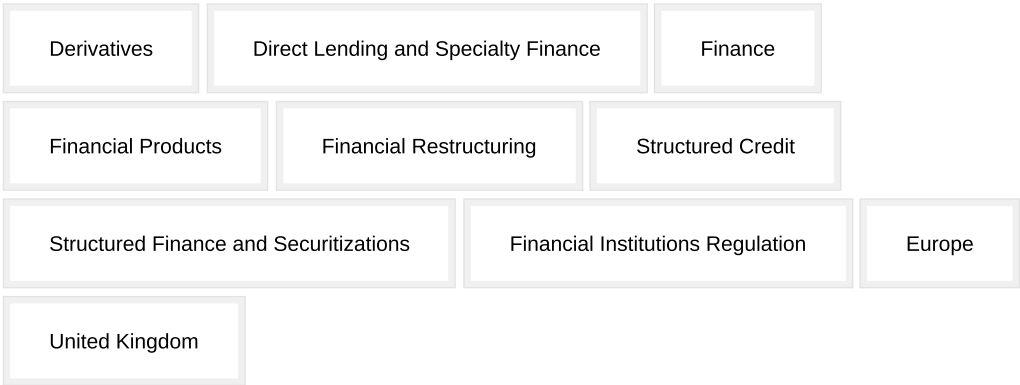 Derivatives
Direct Lending and Specialty Finance
Finance
Financial Products
Financial Restructuring
Structured Credit
Structured Finance and Securitizations
Financial Institutions Regulation
Europe
United Kingdom